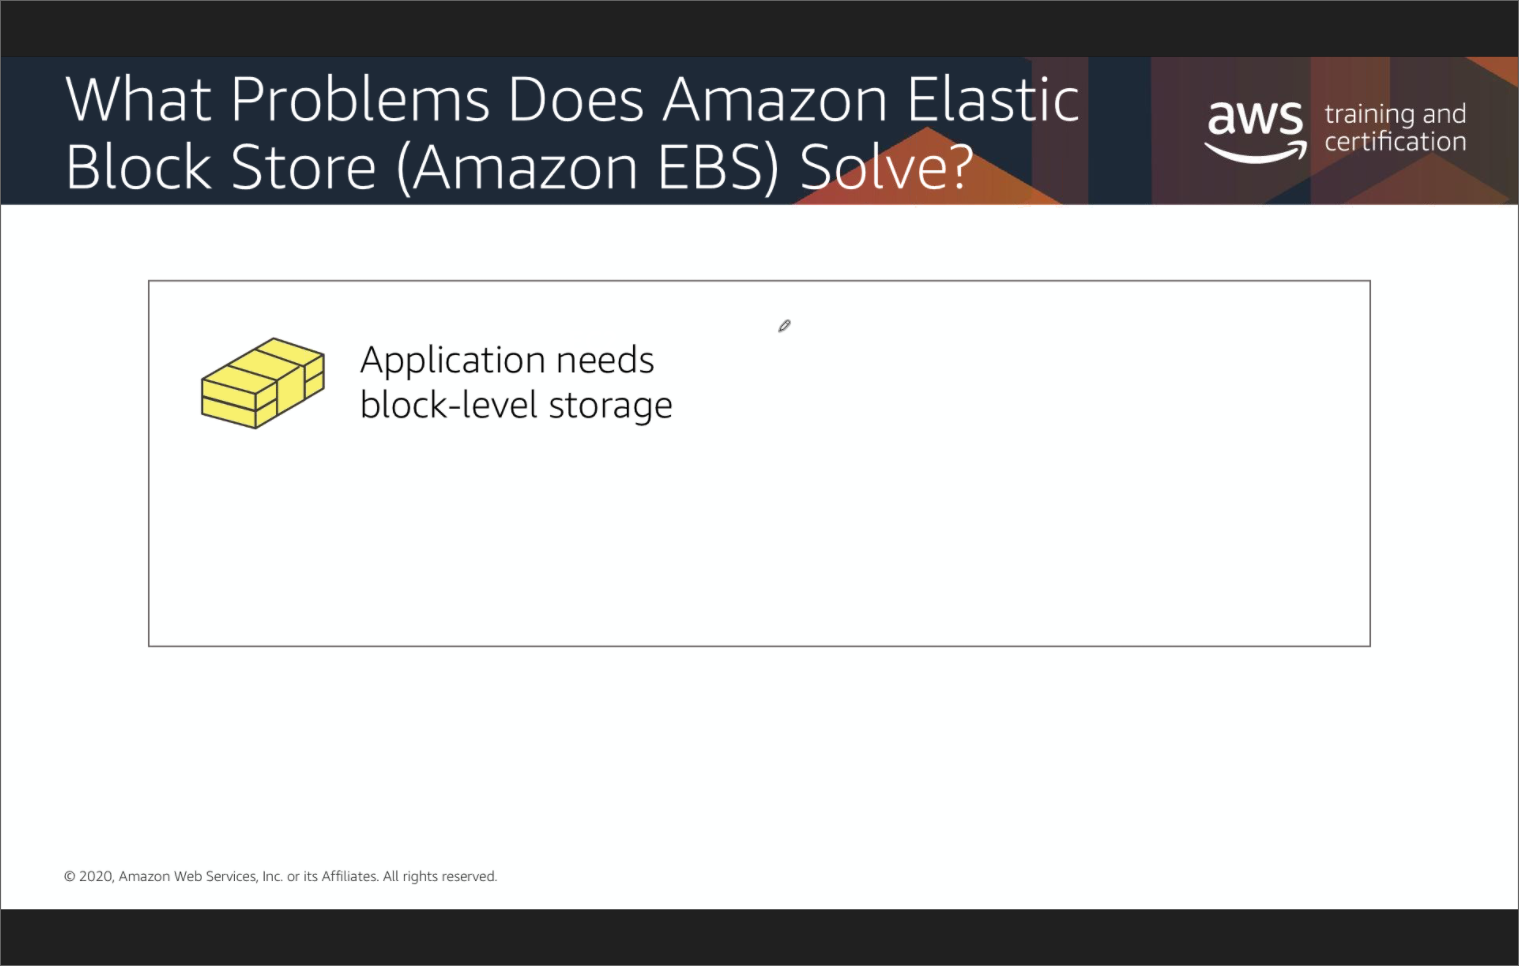 What Problems Does Amazon Elastic
Block Store (Amazon EBS) Solve?
aws training and
certification
Application needs
block-level storage
© 2020, Amazon Web Services, Inc. or its Affiliates. All rights reserved.